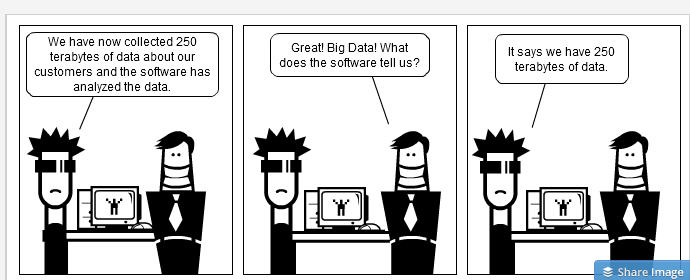 We have now collected 250
terabytes of data about our
customers and the software has
analyzed the data.
Great! Big Data! What
does the software tell us?
It says we have 250
terabytes of data.
Share Image